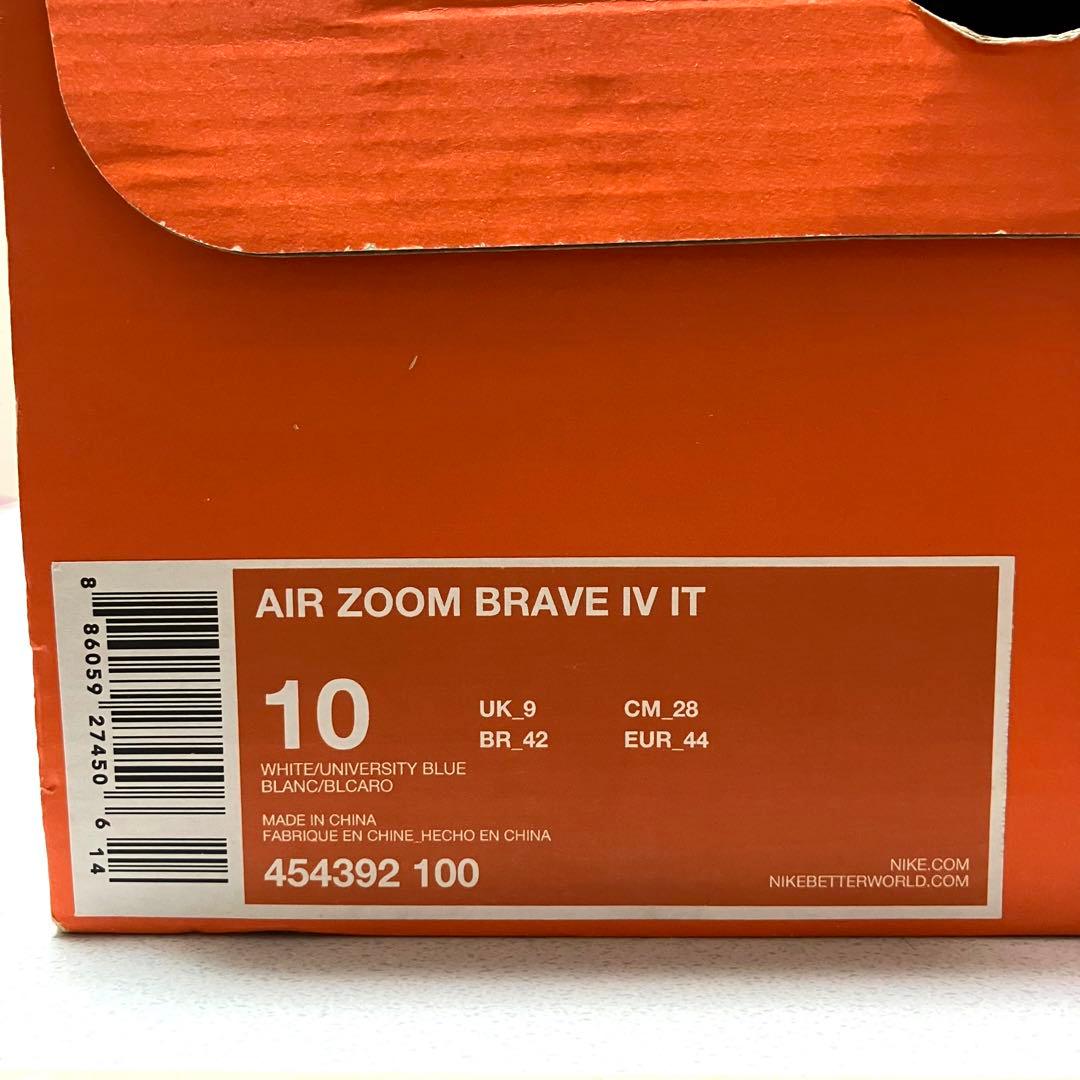 AIR ZOOM BRAVE IV IT
10
UK_9 CM_28
BR_42 EUR_44
WHITE/UNIVERSITY BLUE
BLANC/BLCARO
MADE IN CHINA
FABRIQUE EN CHINE_HECHO EN CHINA
454392 100
NIKE.COM
NIKEBETTERWORLD.COM
8 86059 27450 6 14